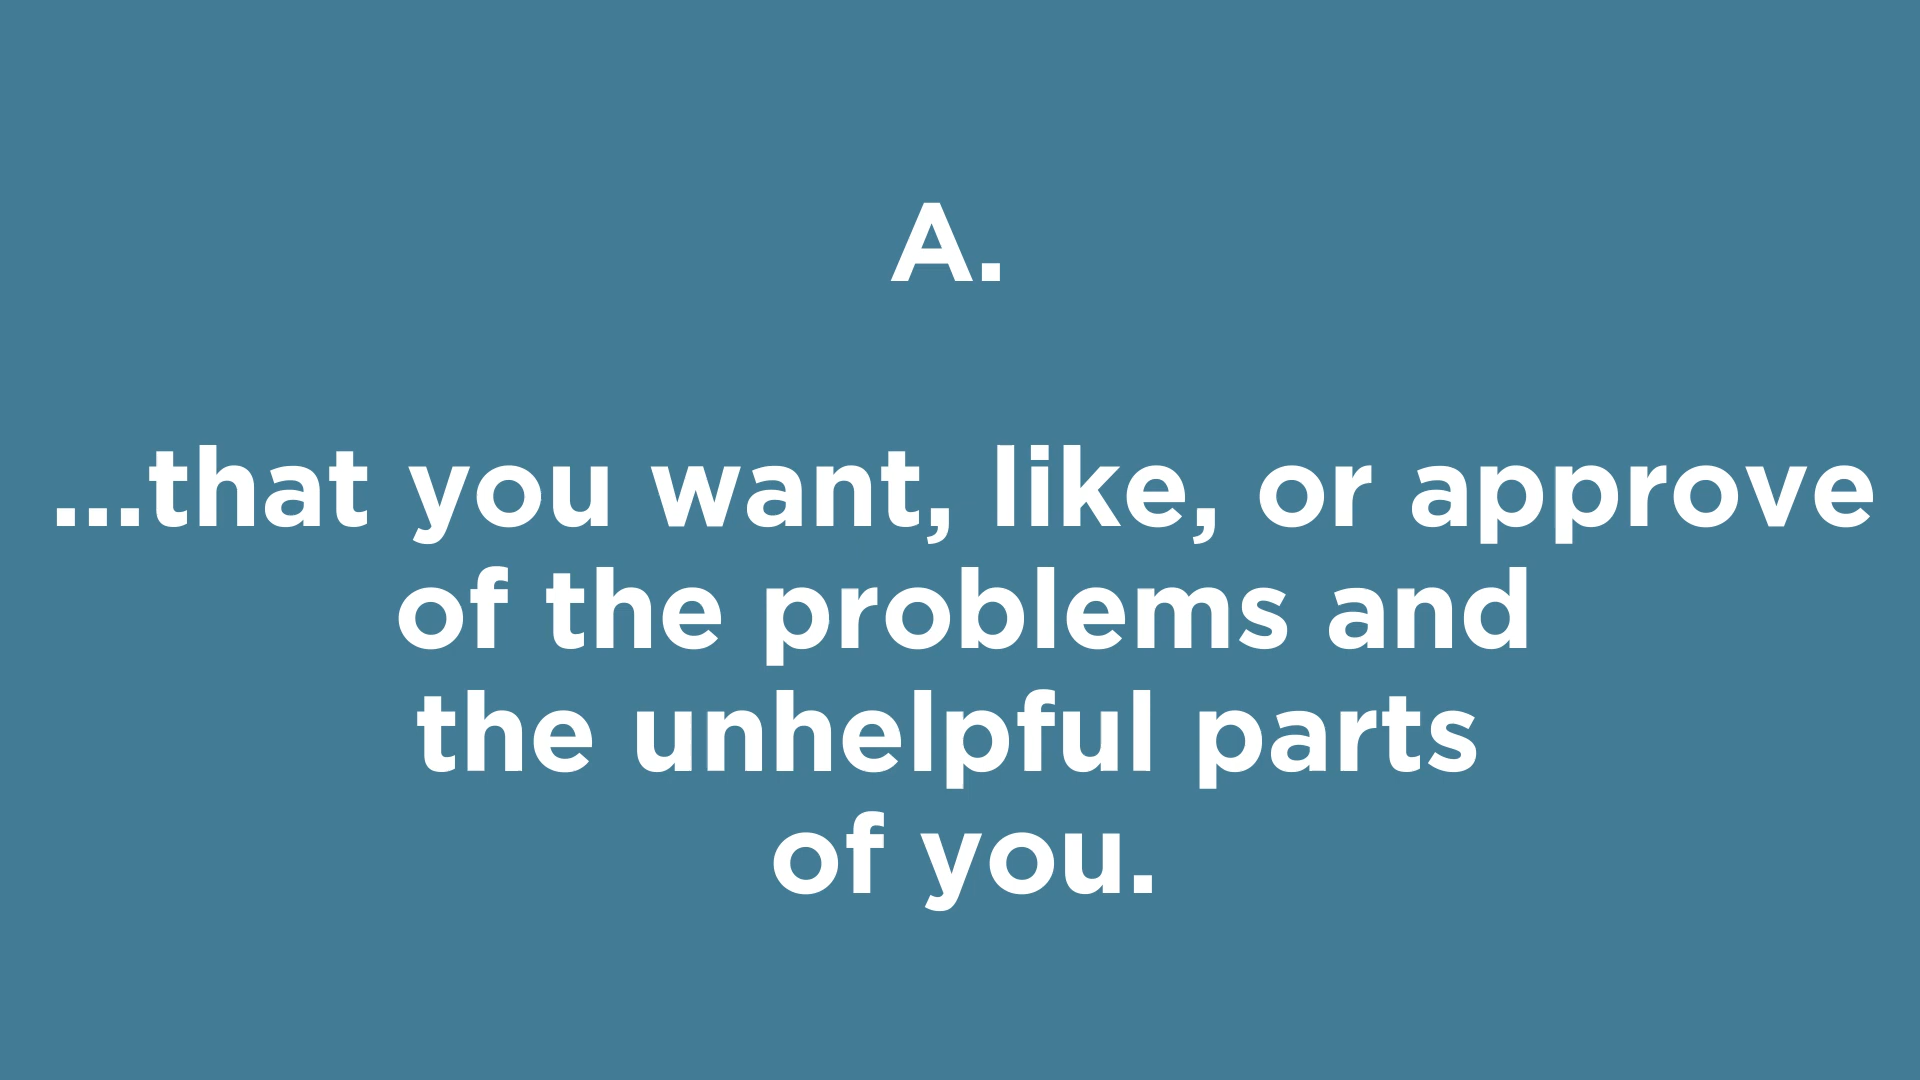 A.
...that you want, like, or approve
of the problems and
the unhelpful parts
of you.